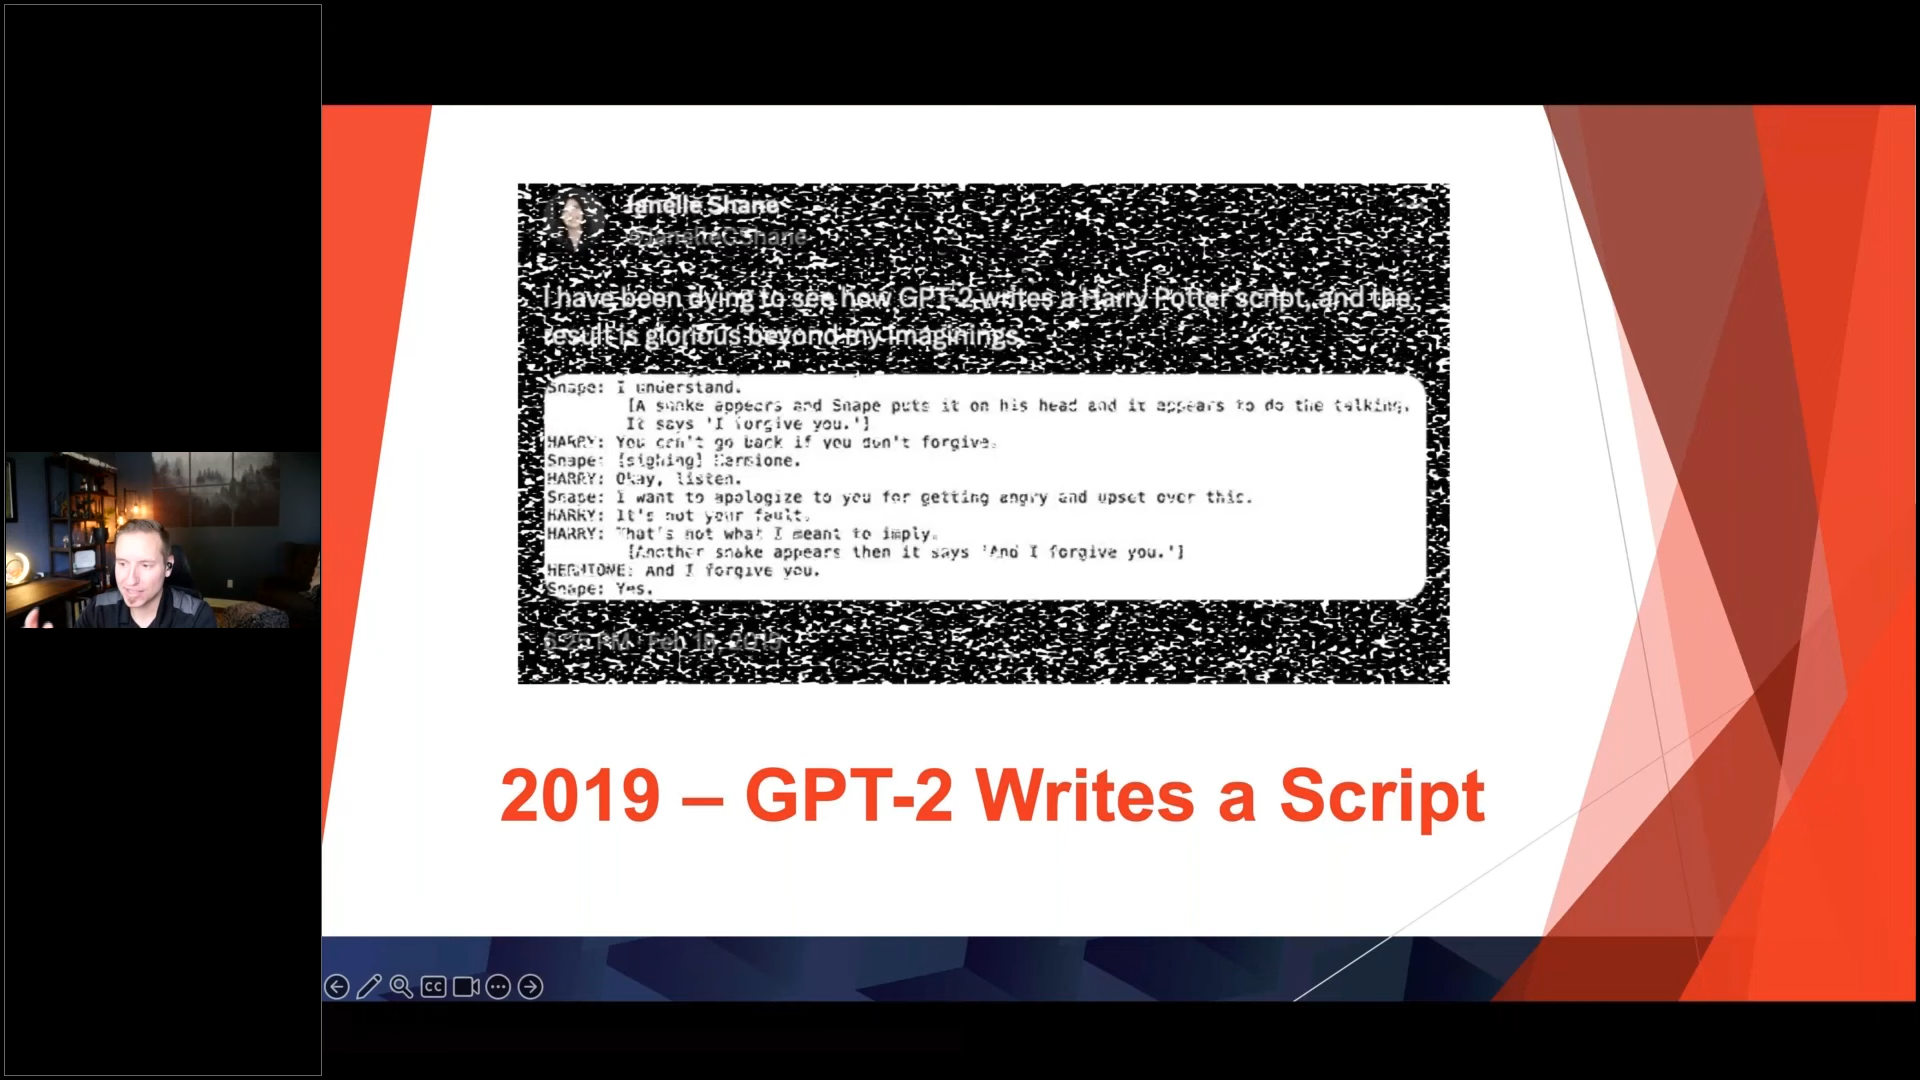 Janelle Shane
@JanelleCShane
I have been dying to see how GPT-2 writes a Harry Potter script, and the
result is glorious beyond my imaginings.
Snape: I understand.
[A snake appears and Snape puts it on his head and it appears to do the talking.
It says 'I forgive you.']
HARRY: You can't go back if you don't forgive.
Snape: [sighing] Hermione.
HARRY: Okay, listen.
Snape: I want to apologize to you for getting angry and upset over this.
HARRY: It's not your fault.
HARRY: That's not what I meant to imply.
[Another snake appears then it says 'And I forgive you.']
HERMIONE: And I forgive you.
Snape: Yes.
2019 – GPT-2 Writes a Script
CC